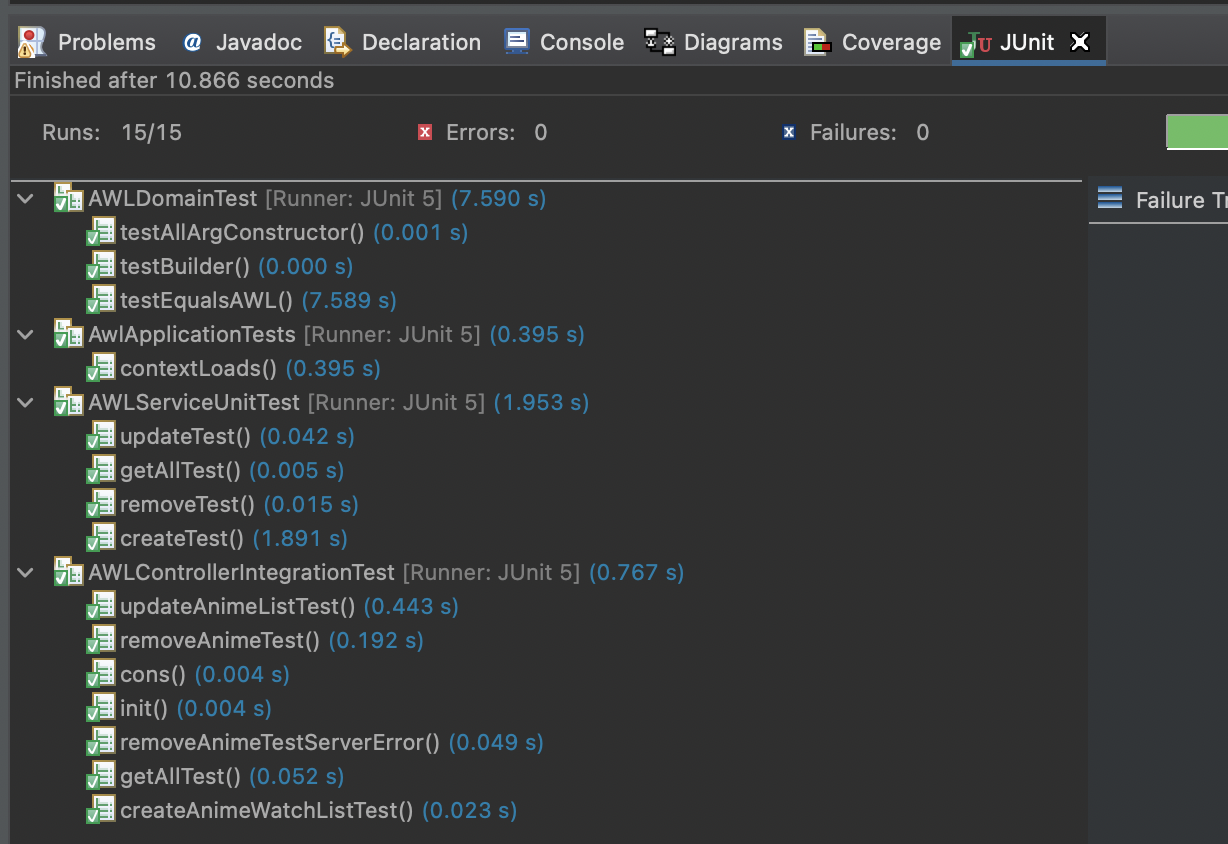 Problems @ Javadoc Declaration Console Diagrams Coverage JUnit
Finished after 10.866 seconds
Runs: 15/15 Errors: 0 Failures: 0
AWLDomainTest [Runner: JUnit 5] (7.590 s)
Failure Tr
testAllArgConstructor() (0.001 s)
testBuilder() (0.000 s)
testEqualsAWL() (7.589 s)
AwlApplicationTests [Runner: JUnit 5] (0.395 s)
contextLoads() (0.395 s)
AWLServiceUnitTest [Runner: JUnit 5] (1.953 s)
updateTest() (0.042 s)
getAllTest() (0.005 s)
removeTest() (0.015 s)
createTest() (1.891 s)
AWLControllerIntegrationTest [Runner: JUnit 5] (0.767 s)
updateAnimeListTest() (0.443 s)
removeAnimeTest() (0.192 s)
cons() (0.004 s)
init() (0.004 s)
removeAnimeTestServerError() (0.049 s)
getAllTest() (0.052 s)
createAnimeWatchListTest() (0.023 s)